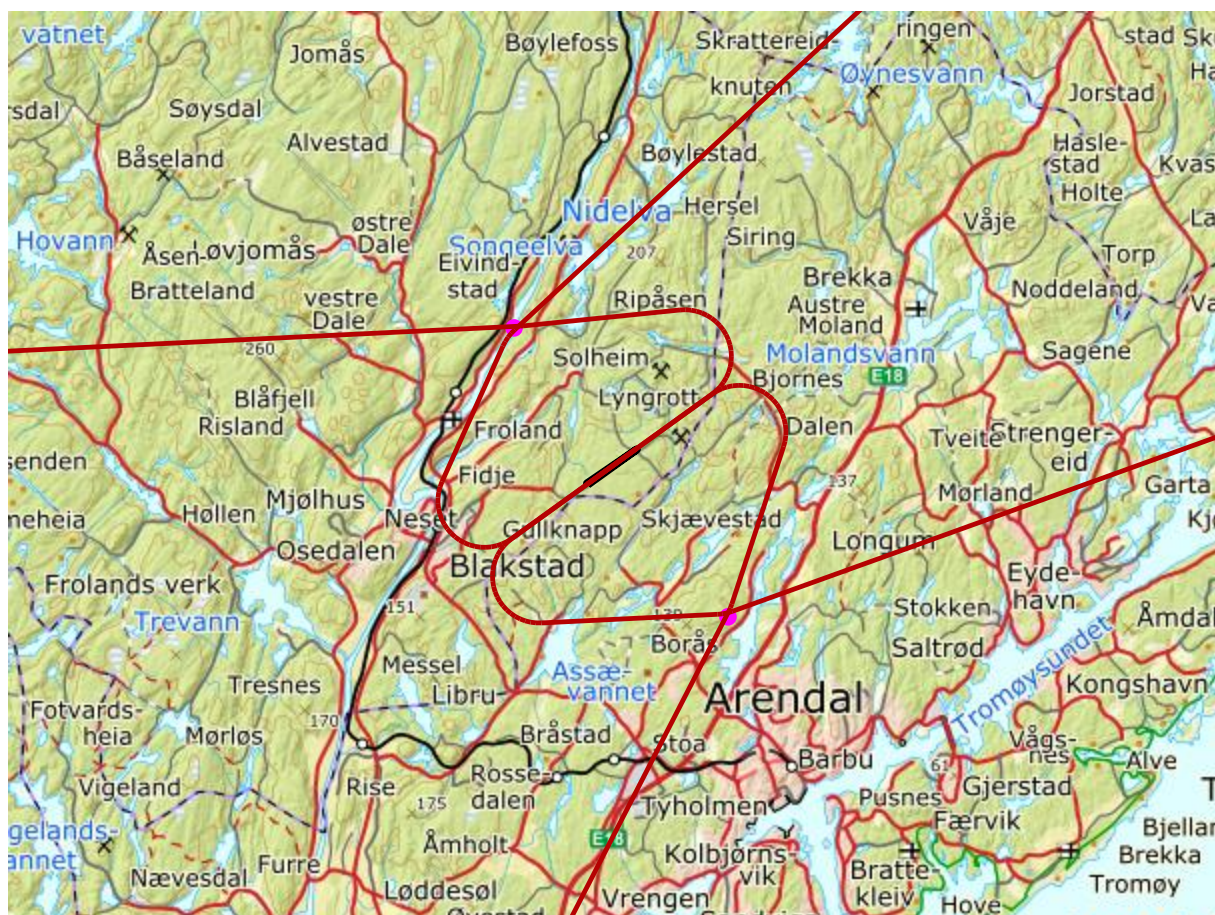 vatnet
Jomås
Bøylefoss
Skrattereid-
knuten
ringen
stad
Øynesvann
Jorstad
rsdal
Søysdal
Alvestad
Båseland
Bøylestad
Hasle-
stad
Kvas
Holte
Nidelva
Hersel
Våje
østre
Dale
Hovann
Åsen
Løvjomås
Songeelva
Eivind-
stad
207
Siring
Torp
Bratteland
vestre
Dale
Ripåsen
Brekka
Austre
Moland
Noddeland
260
Solheim
Molandsvann
Sagene
E18
Bjornes
Blåfjell
Risland
Lyngrott
Froland
Dalen
Tveite
Strenger-
eid
senden
Fidje
137
Mjølhus
Mørland
Garta
Høllen
Neset
Gullknapp
Skjævestad
neheia
Osedalen
Longum
Blakstad
Eyde-
havn
Frolands verk
151
Trevann
Stokken
Åmdal
Borås
Saltrød
Messel
Assæ-
vannet
Tromøysundet
Tresnes
Libru
Arendal
Kongshavn
Fotvards-
heia
170
Mørløs
Bråstad
Stoa
Vågs-
nes
Alve
Barbu
61
Vigeland
Rise
Rosse-
dalen
175
Tyholmen
Pusnes
Gjerstad
gelands-
annet
Færvik
Åmholt
E18
Kolbjørns-
vik
Bjellan
Brekka
Nævesdal
Furre
Løddesøl
Vrengen
Bratte-
kleiv
Tromøy
Hove